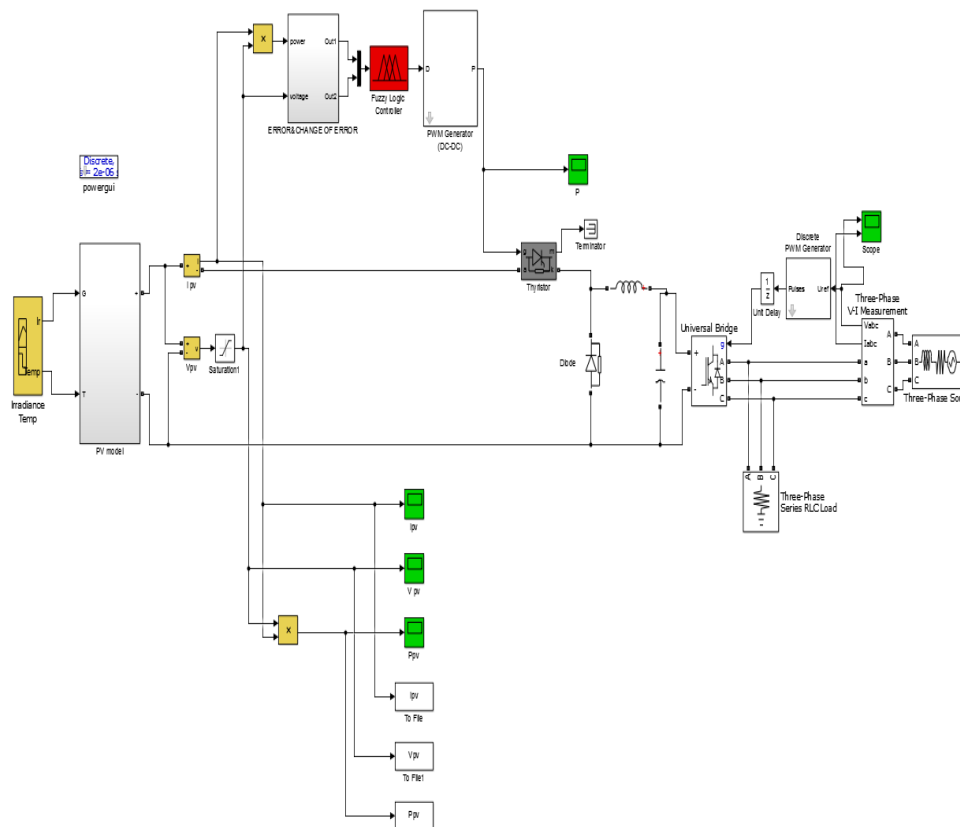 x
power
Out1
voltage
Out2
ERROR&CHANGE OF ERROR
Fuzzy Logic
Controller
D
P
PWM Generator
(DC-DC)
P
Discrete,
powergui
Ir
Temp
Irradiance
Temp
G
T
+
-
PV model
+
-
i
I pv
+
-
v
Vpv
Saturation1
g
m
a
k
Thyristor
Terminator
Diode
Universal Bridge
g
+
-
A
B
C
1
z
Unit Delay
Discrete
PWM Generator
Pulses
Uref
Scope
Three-Phase
V-I Measurement
Vabc
Iabc
a
b
c
A
B
C
A
B
C
Three-Phase Sou
A
B
C
Three-Phase
Series RLC Load
Ipv
V pv
x
Ppv
Ipv
To File
Vpv
To File1
Ppv